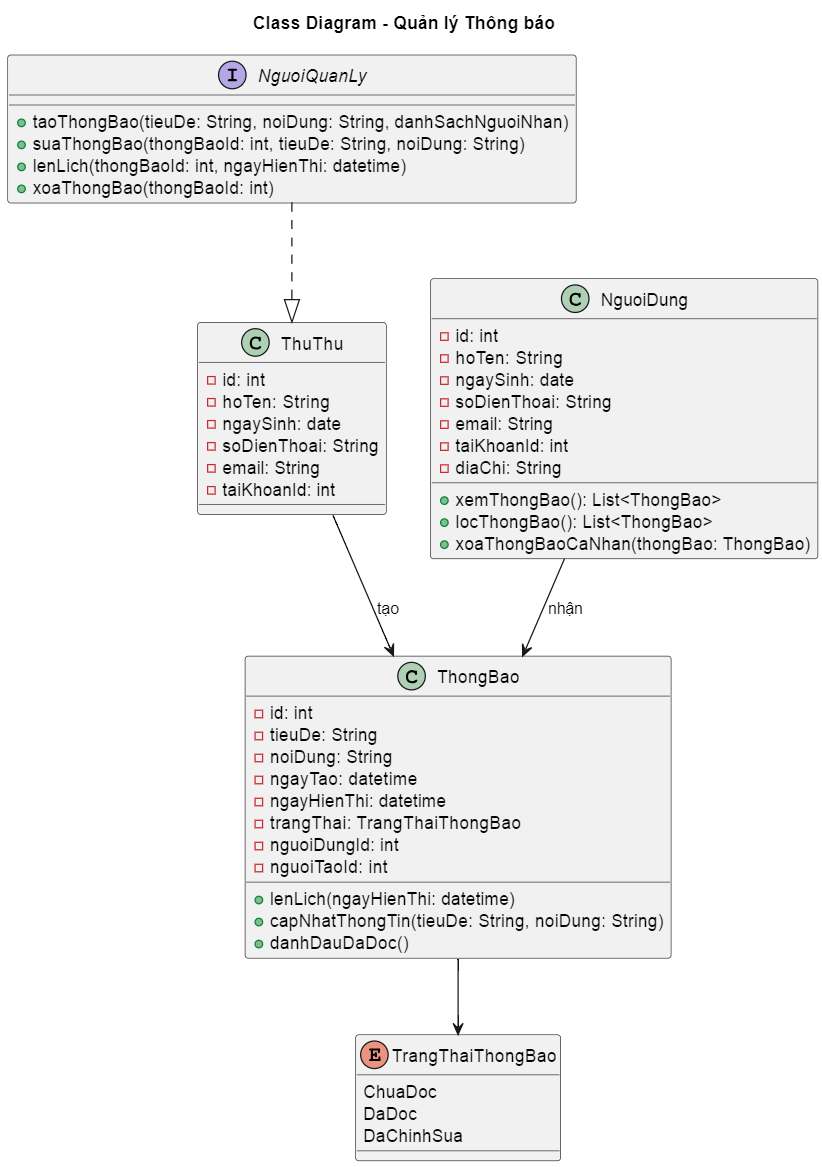 Class Diagram - Quản lý Thông báo
I NguoiQuanLy
taoThongBao(tieuDe: String, noiDung: String, danhSachNguoiNhan)
suaThongBao(thongBaoId: int, tieuDe: String, noiDung: String)
lenLich(thongBaoId: int, ngayHienThi: datetime)
xoaThongBao(thongBaoId: int)
C ThuThu
id: int
hoTen: String
ngaySinh: date
soDienThoai: String
email: String
taiKhoanId: int
C NguoiDung
id: int
hoTen: String
ngaySinh: date
soDienThoai: String
email: String
taiKhoanId: int
diaChi: String
xemThongBao(): List<ThongBao>
locThongBao(): List<ThongBao>
xoaThongBaoCaNhan(thongBao: ThongBao)
tạo
nhận
C ThongBao
id: int
tieuDe: String
noiDung: String
ngayTao: datetime
ngayHienThi: datetime
trangThai: TrangThaiThongBao
nguoiDungId: int
nguoiTaoId: int
lenLich(ngayHienThi: datetime)
capNhatThongTin(tieuDe: String, noiDung: String)
danhDauDaDoc()
E TrangThaiThongBao
ChuaDoc
DaDoc
DaChinhSua